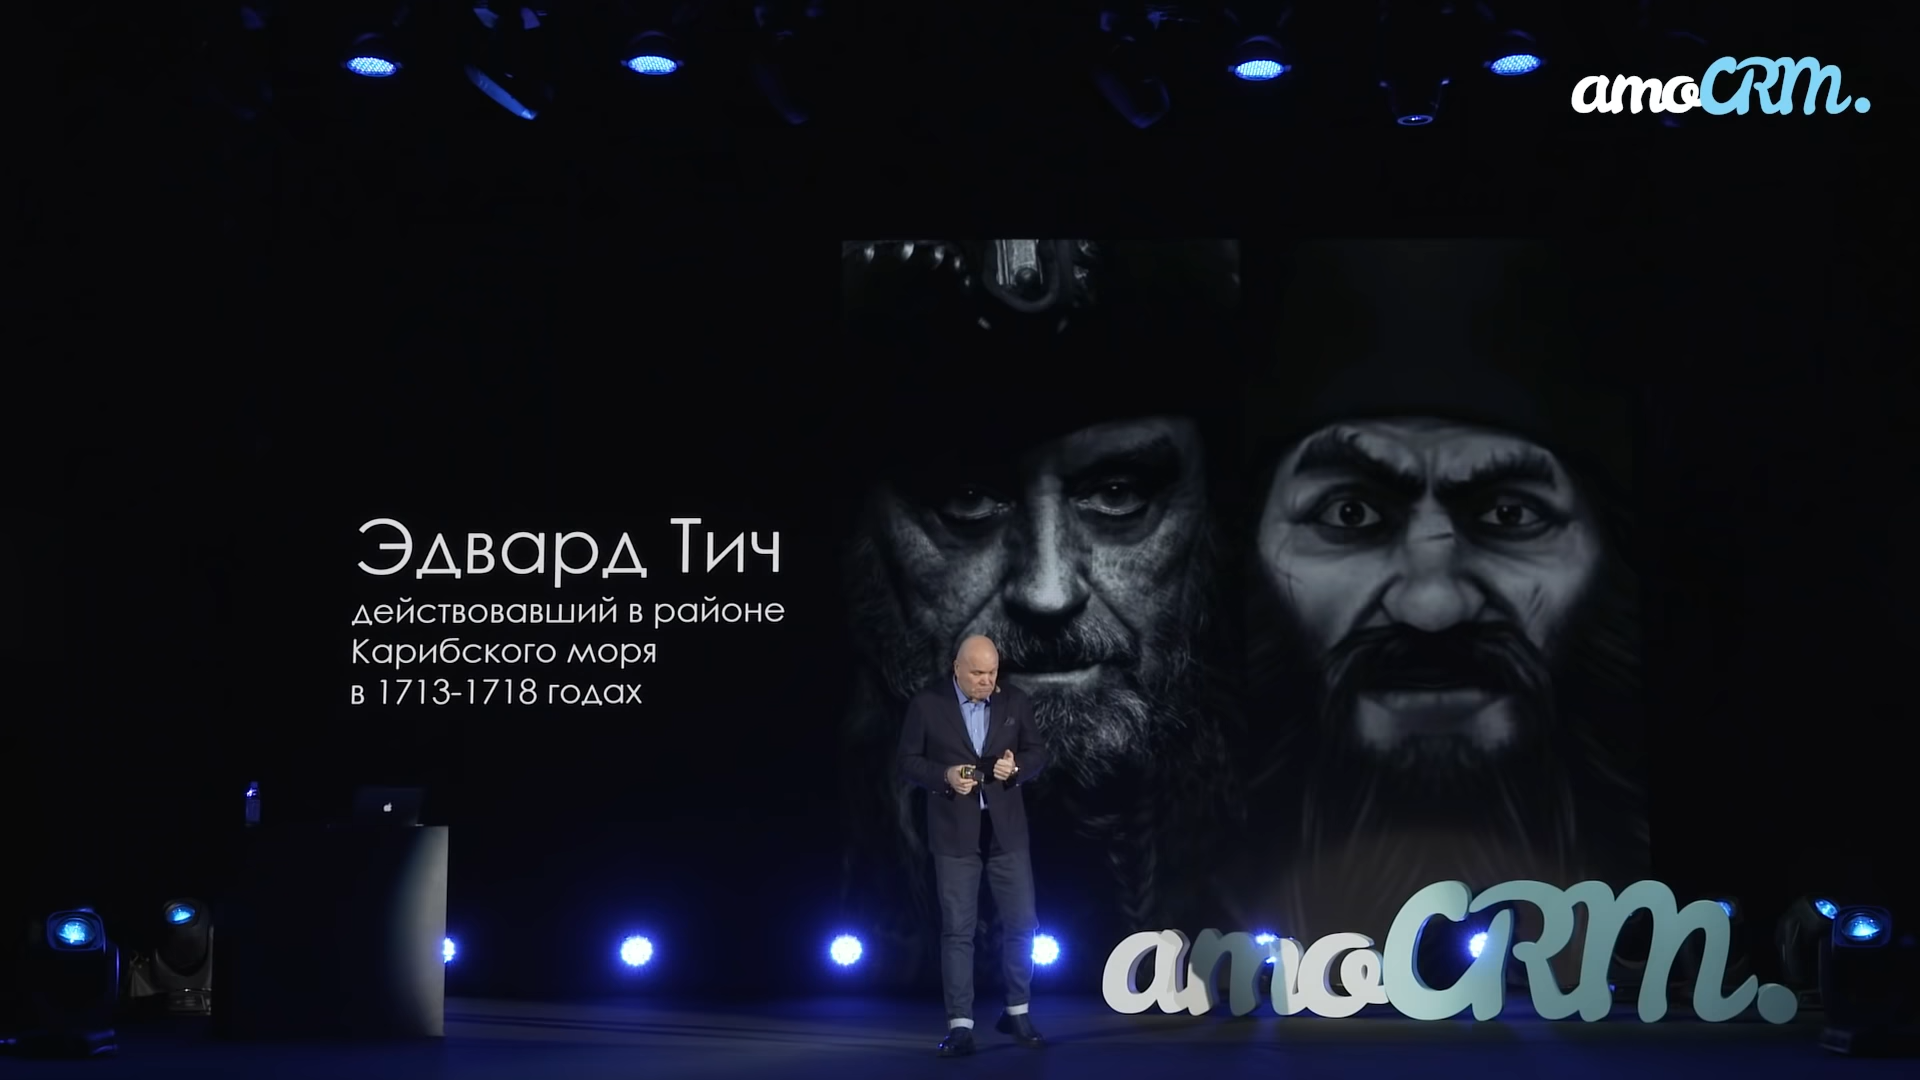 amoCRM.
Эдвард Тич
действовавший в районе
Карибского моря
в 1713-1718 годах
amoCRM.